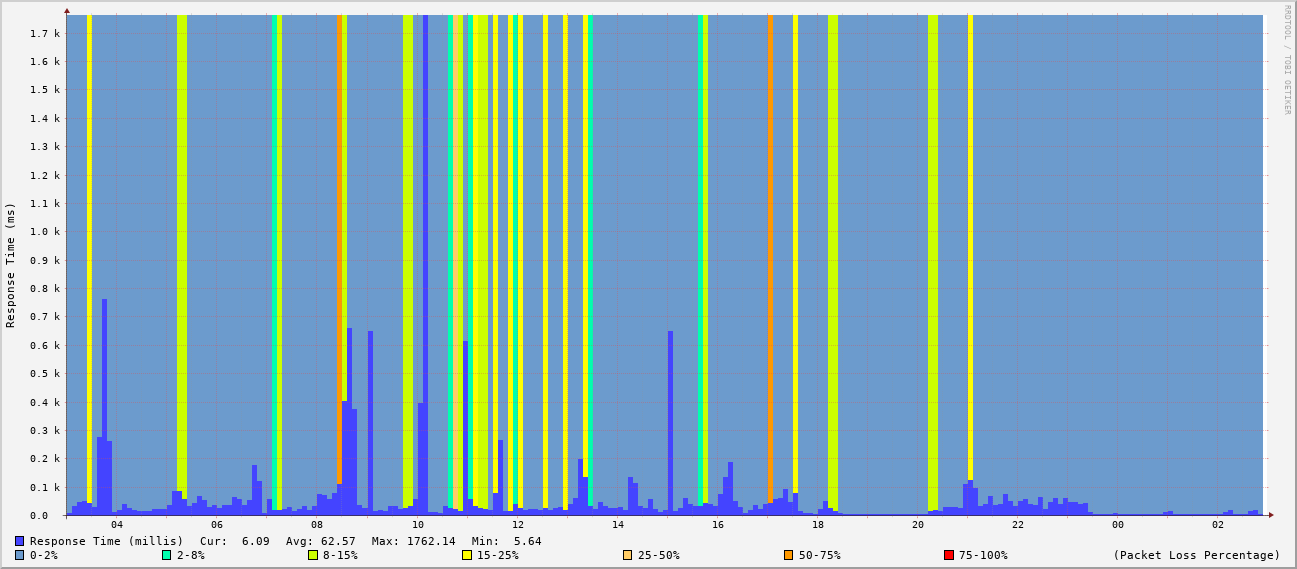 RRDTOOL / TOBI OETIKER
Response Time (ms)
1.7 k
1.6 k
1.5 k
1.4 k
1.3 k
1.2 k
1.1 k
1.0 k
0.9 k
0.8 k
0.7 k
0.6 k
0.5 k
0.4 k
0.3 k
0.2 k
0.1 k
0.0
04 06 08 10 12 14 16 18 20 22 00 02
Response Time (millis) Cur: 6.09 Avg: 62.57 Max: 1762.14 Min: 5.64
0-2% 2-8% 8-15% 15-25% 25-50% 50-75% 75-100% (Packet Loss Percentage)